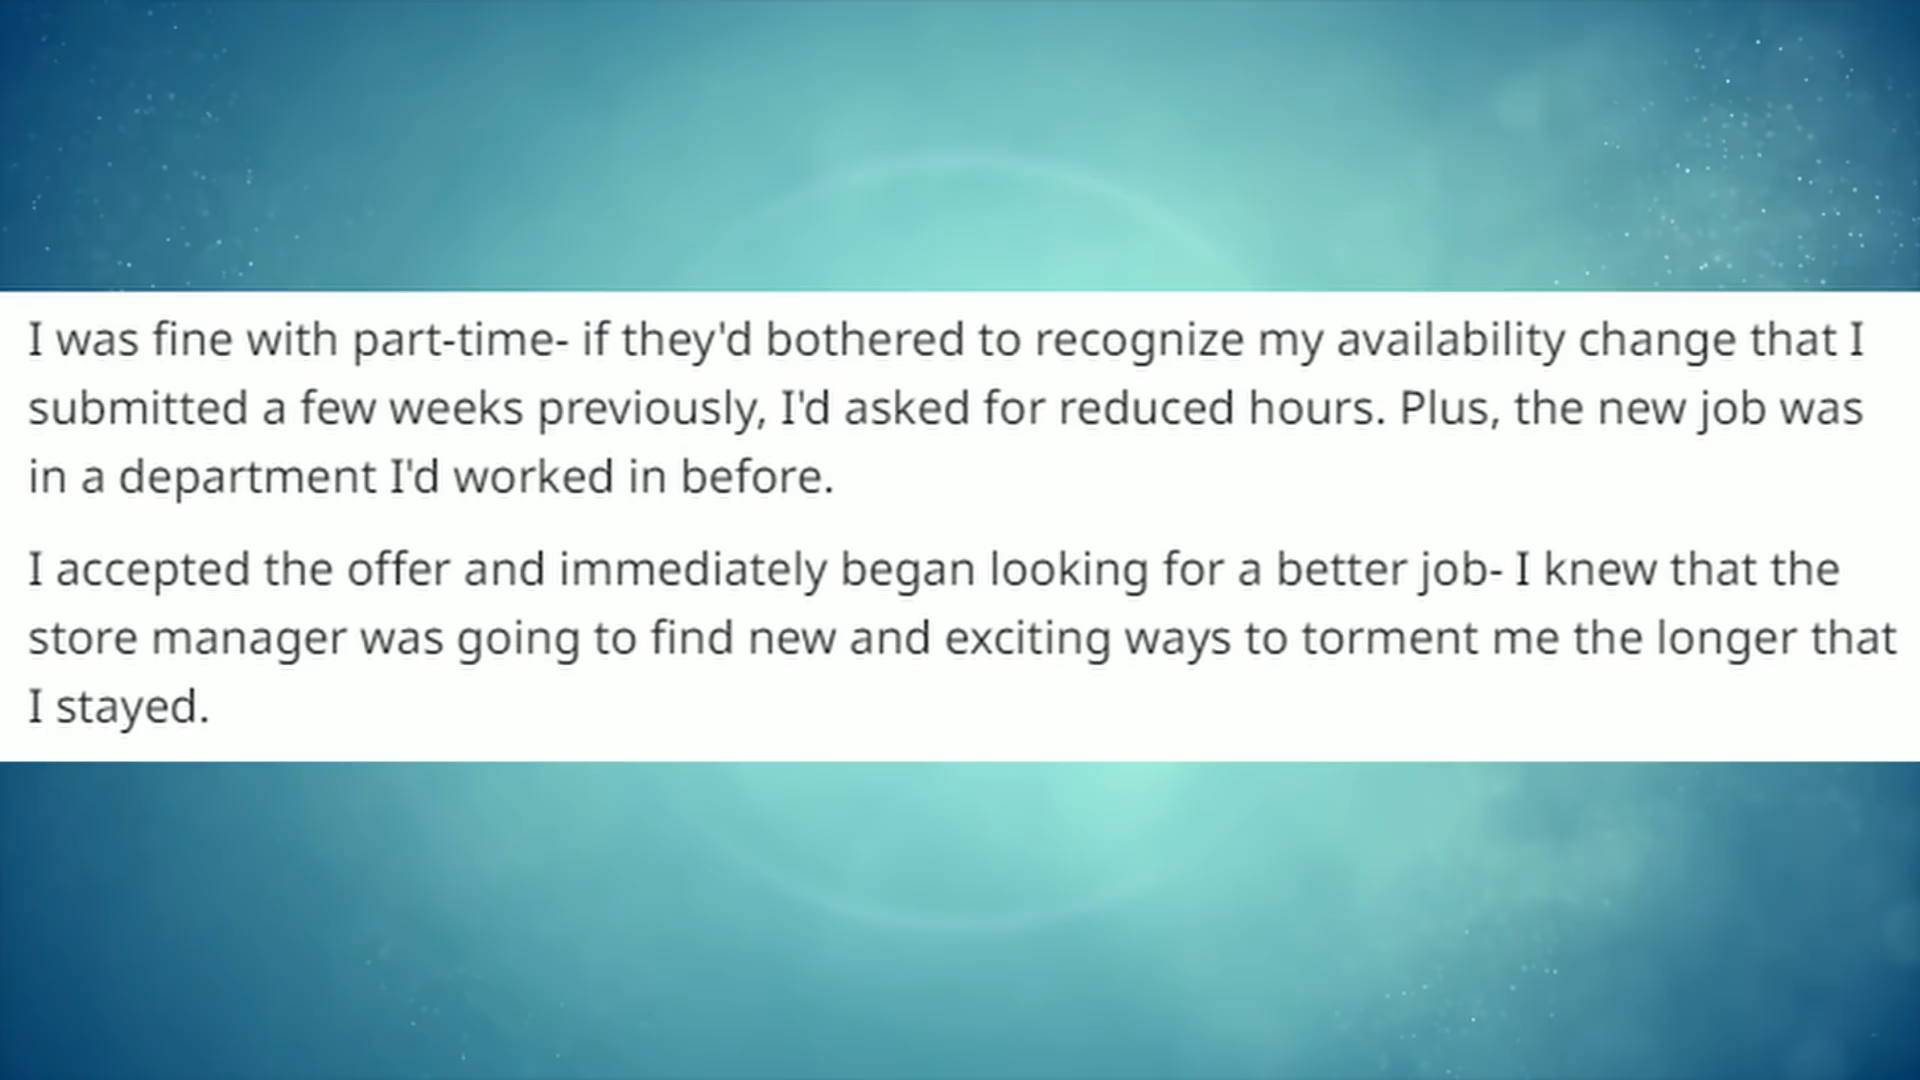 I was fine with part-time- if they'd bothered to recognize my availability change that I
submitted a few weeks previously, I'd asked for reduced hours. Plus, the new job was
in a department I'd worked in before.
I accepted the offer and immediately began looking for a better job- I knew that the
store manager was going to find new and exciting ways to torment me the longer that
I stayed.